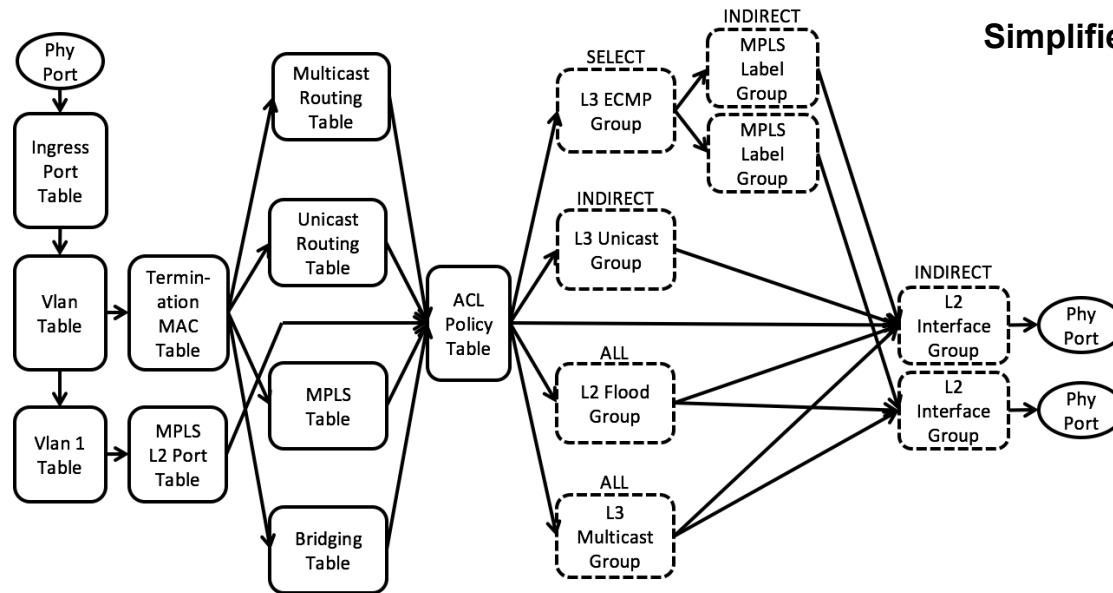 Simplifie
Phy
Port
Ingress
Port
Table
Vlan
Table
Vlan 1
Table
Termin-
ation
MAC
Table
MPLS
L2 Port
Table
Multicast
Routing
Table
Unicast
Routing
Table
MPLS
Table
Bridging
Table
ACL
Policy
Table
SELECT
L3 ECMP
Group
INDIRECT
MPLS
Label
Group
MPLS
Label
Group
INDIRECT
L3 Unicast
Group
ALL
L2 Flood
Group
ALL
L3
Multicast
Group
INDIRECT
L2
Interface
Group
L2
Interface
Group
Phy
Port
Phy
Port